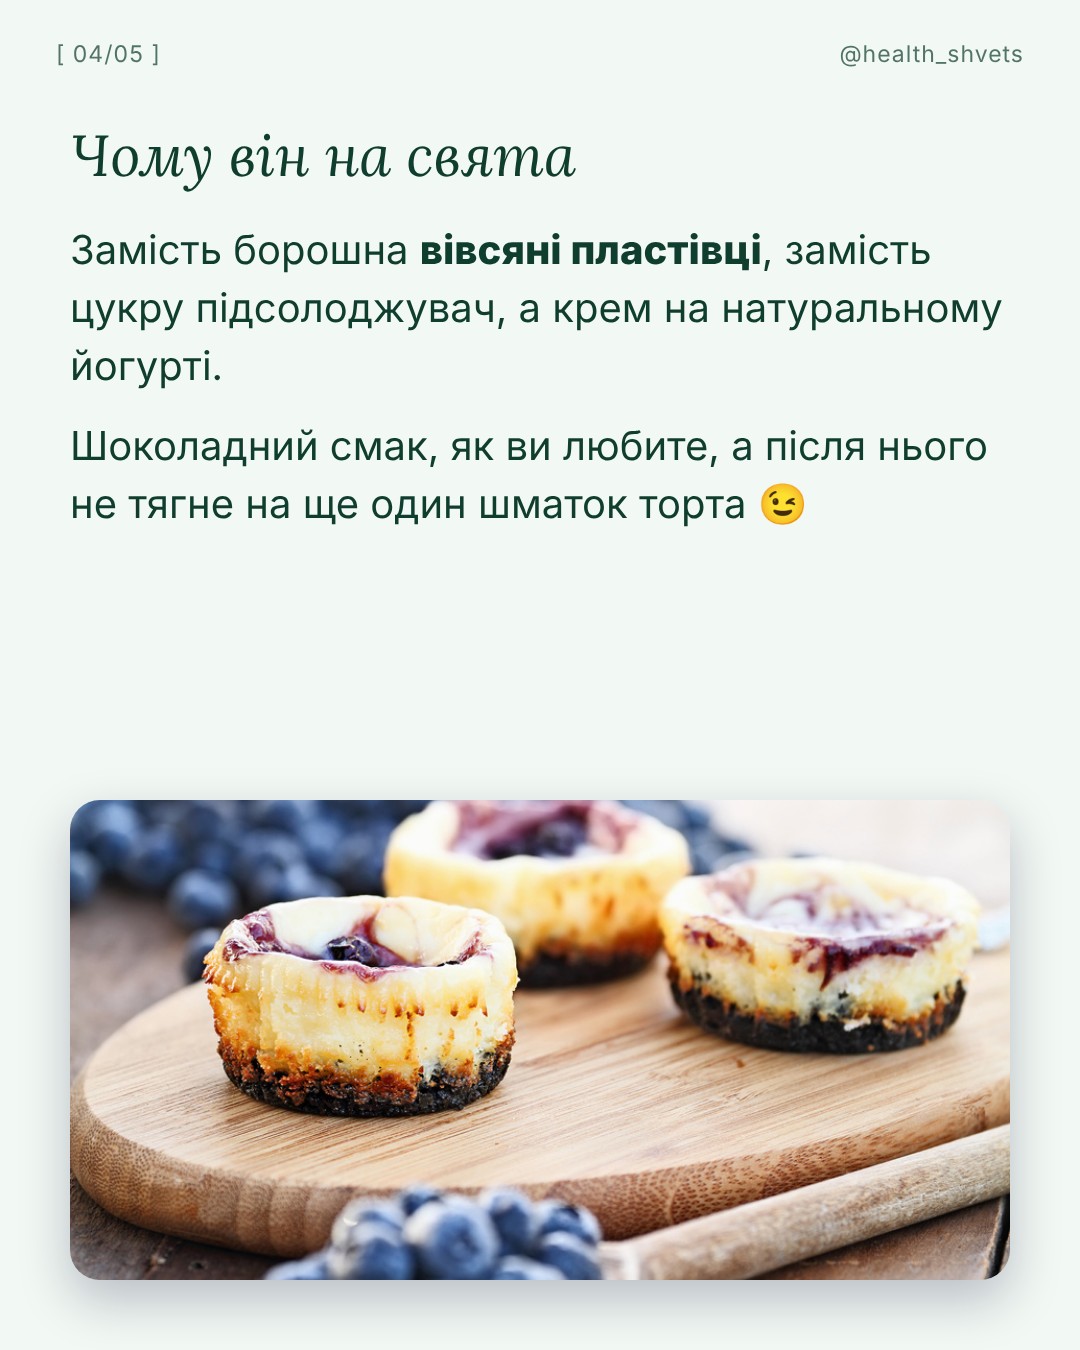 [ 04/05 ]
@health_shvets
Чому він на свята
Замість борошна вівсяні пластівці, замість
цукру підсолоджувач, а крем на натуральному
йогурті.
Шоколадний смак, як ви любите, а після нього
не тягне на ще один шматок торта 😉